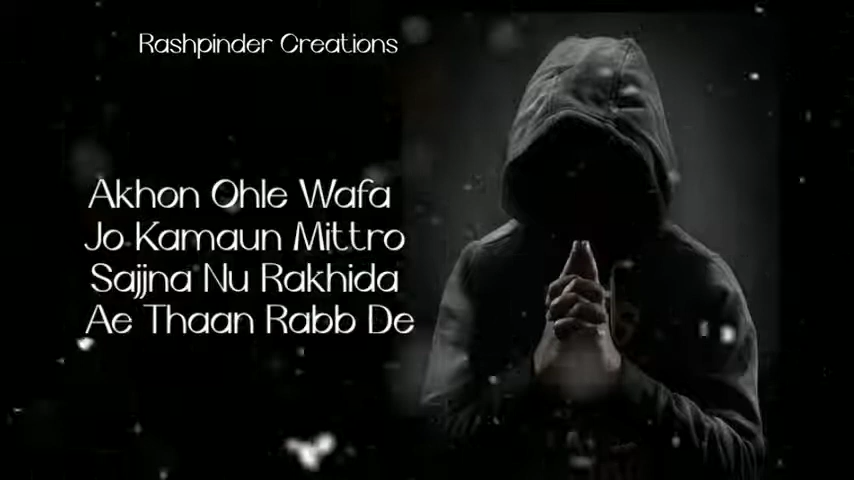 Rashpinder Creations
Akhon Ohle Wafa
Jo Kamaun Mittro
Sajjna Nu Rakhida
Ae Thaan Rabb De